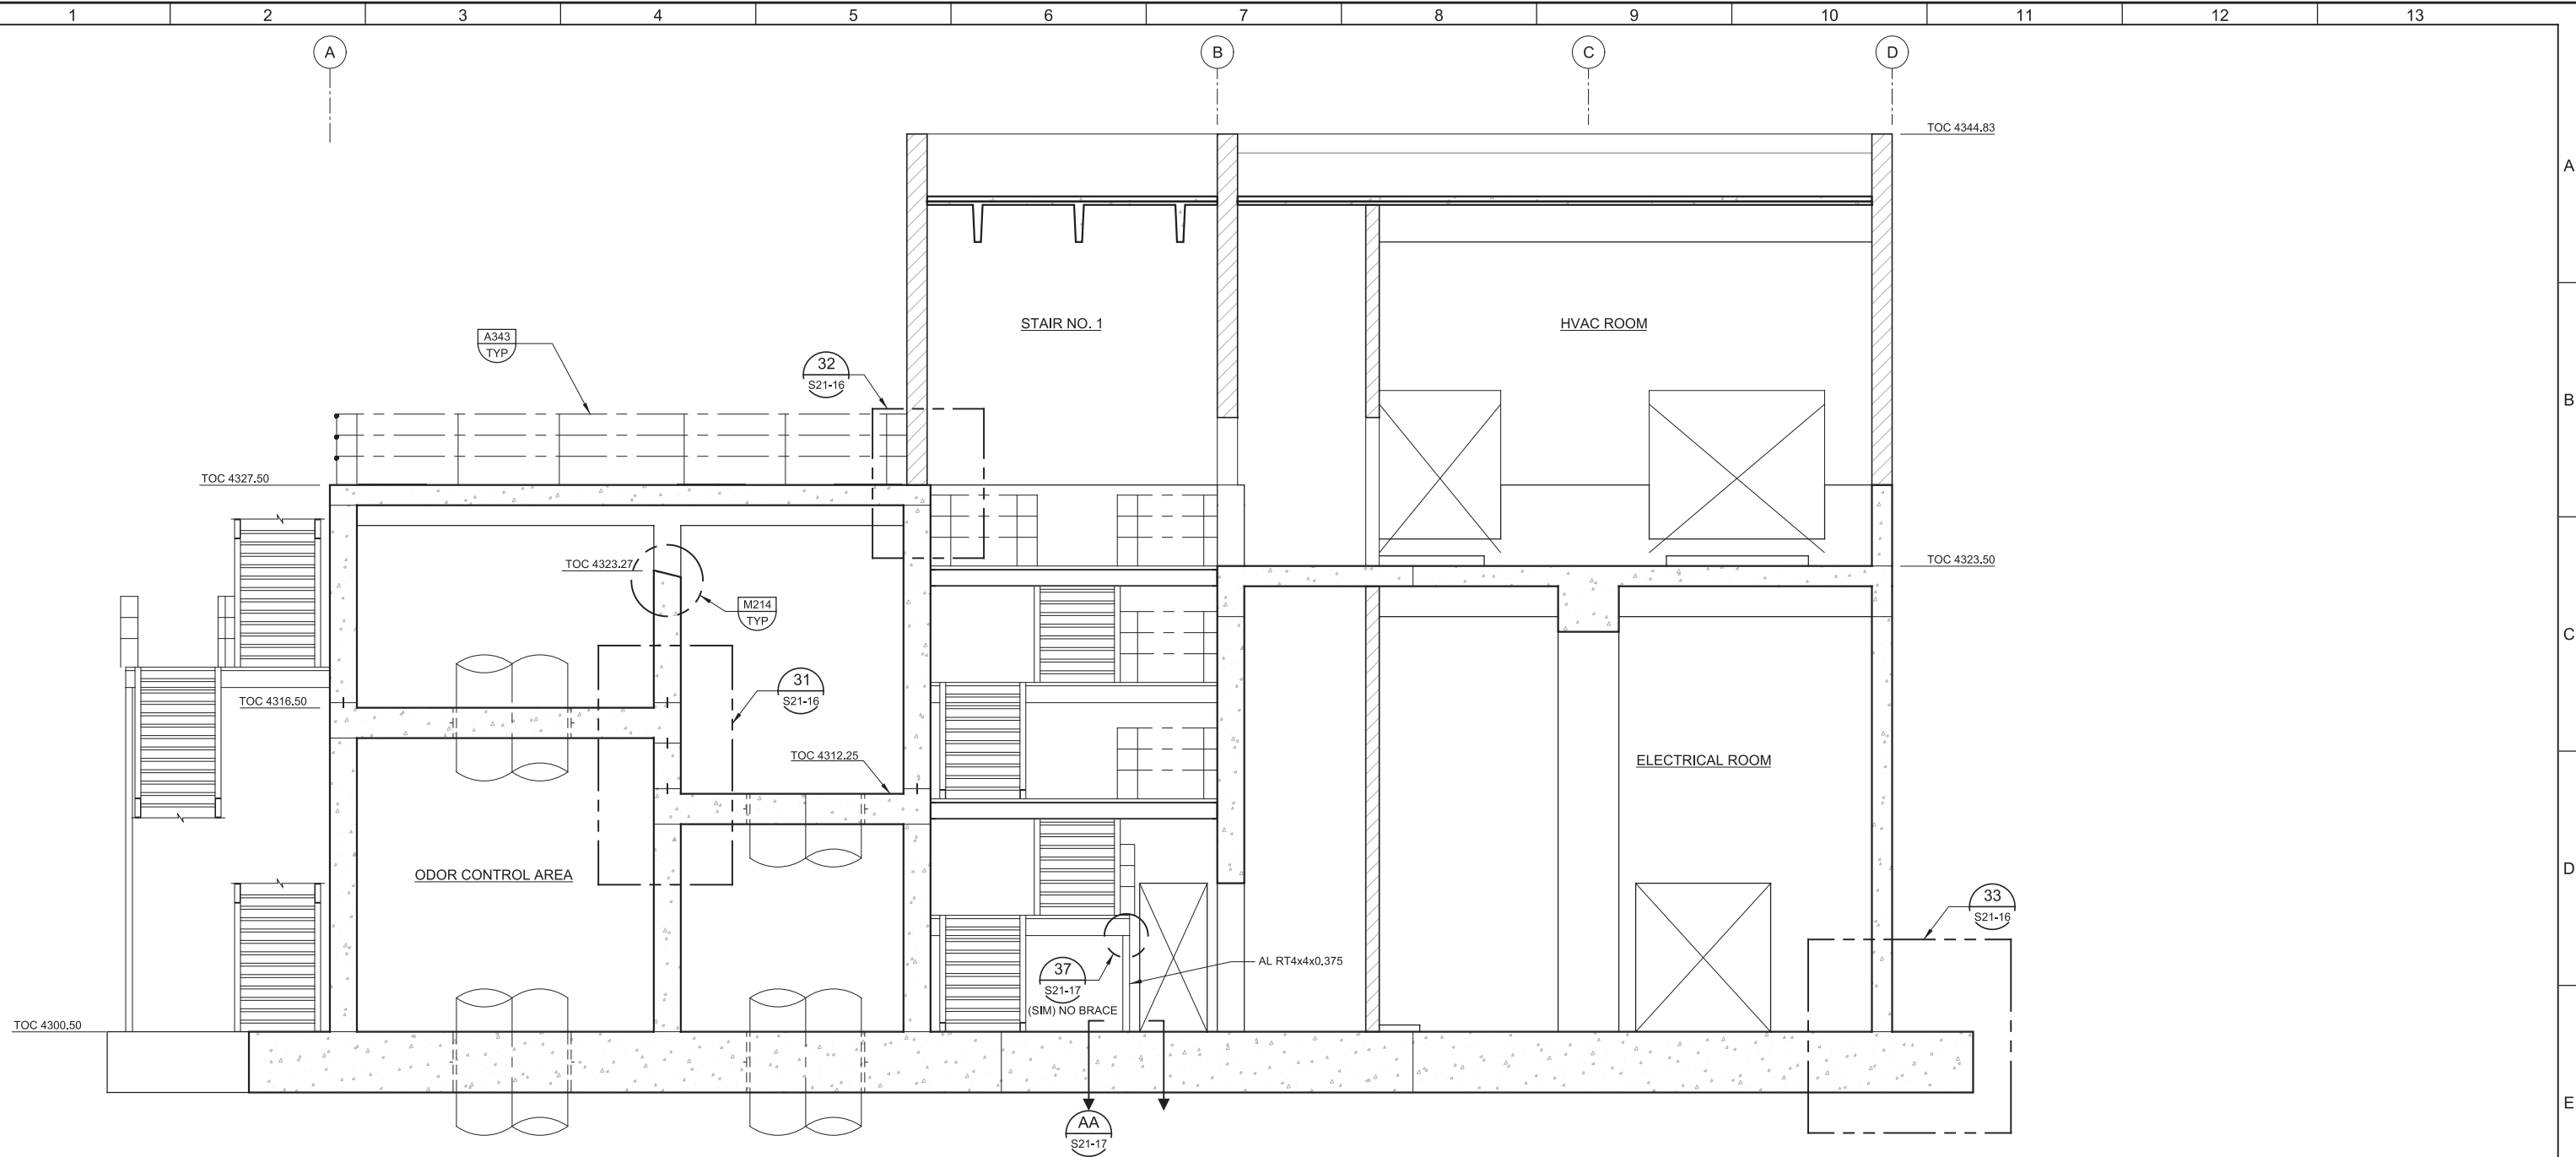 1 2 3 4 5 6 7 8 9 10 11 12 13
A B C D
TOC 4344.83
A
STAIR NO. 1
HVAC ROOM
A343
TYP
32
S21-16
B
TOC 4327.50
TOC 4323.27
TOC 4323.50
M214
TYP
C
31
S21-16
TOC 4316.50
TOC 4312.25
ELECTRICAL ROOM
ODOR CONTROL AREA
D
33
S21-16
37
S21-17
(SIM) NO BRACE
AL RT4x4x0.375
TOC 4300.50
E
AA
S21-17